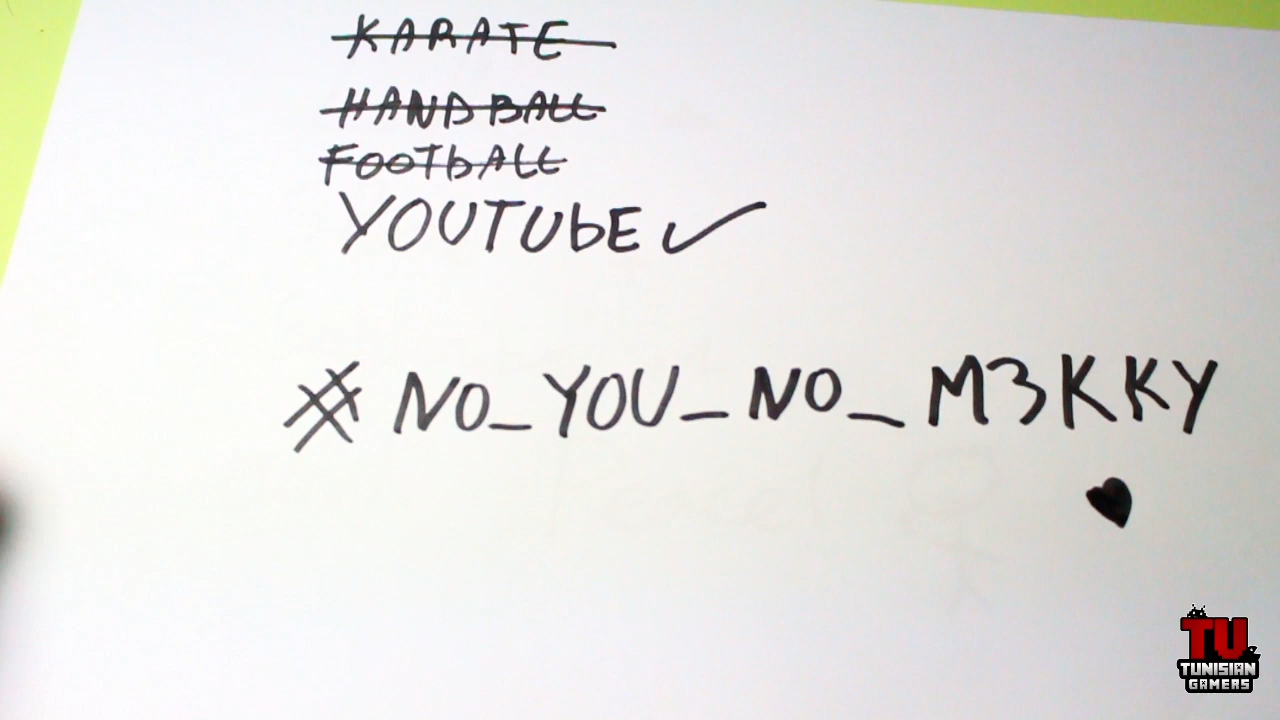 KARATE
HANDBALL
FOOTbALL
YOUTUbE ✓
# NO_YOU_NO_M3KKY
TU
TUNISIAN
GAMERS